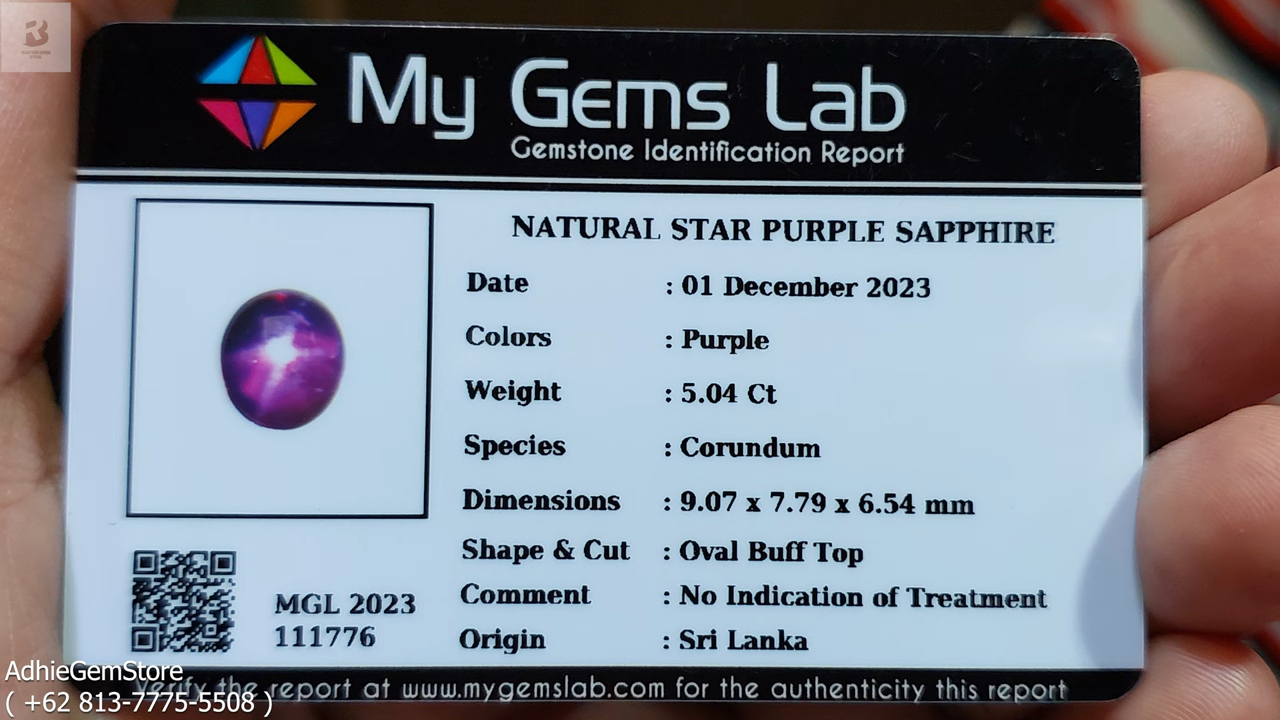 My Gems Lab
Gemstone Identification Report
NATURAL STAR PURPLE SAPPHIRE
Date : 01 December 2023
Colors : Purple
Weight : 5.04 Ct
Species : Corundum
Dimensions : 9.07 x 7.79 x 6.54 mm
Shape & Cut : Oval Buff Top
Comment : No Indication of Treatment
Origin : Sri Lanka
MGL 2023
111776
Verify the report at www.mygemslab.com for the authenticity this report
AdhieGemStore
( +62 813-7775-5508 )